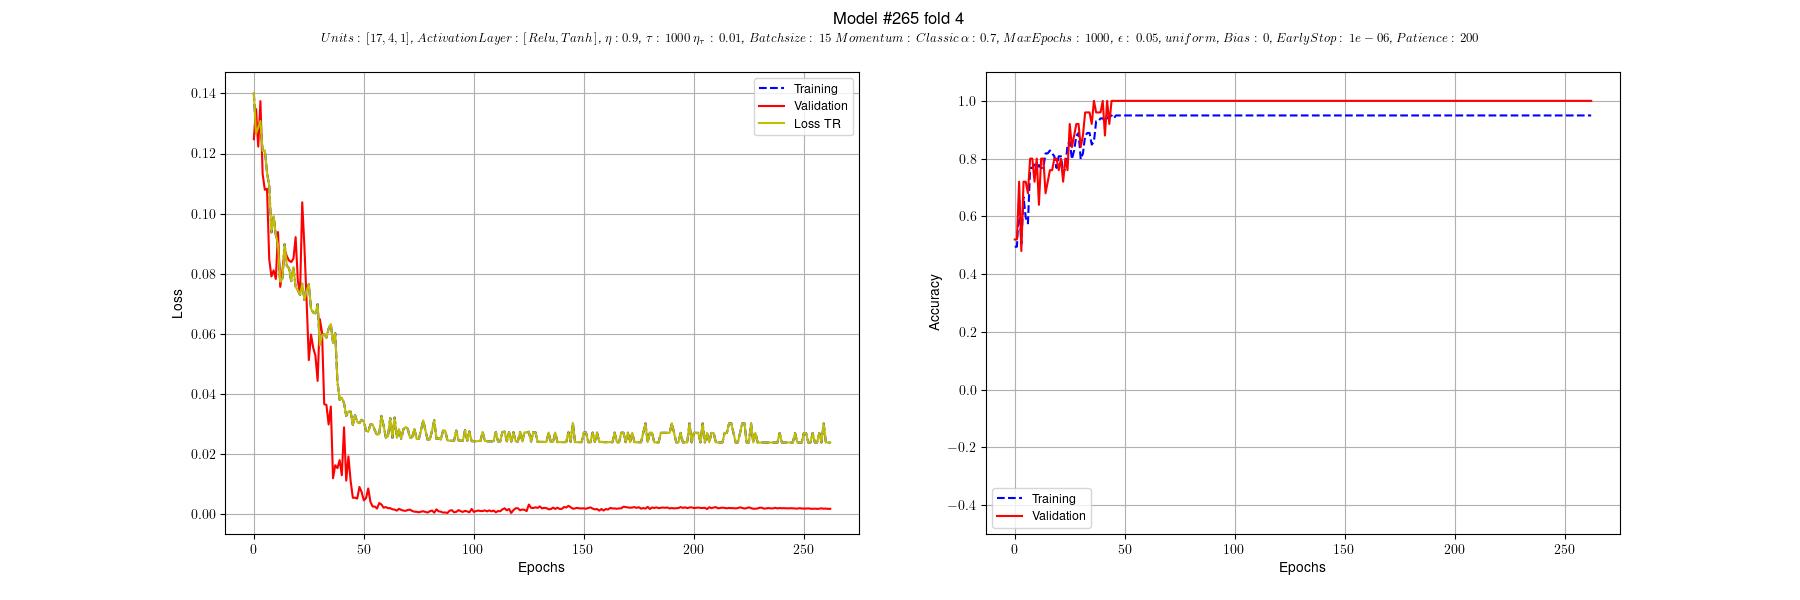 Model #265 fold 4
Units : [17, 4, 1], ActivationLayer : [Relu, Tanh], η : 0.9, τ : 1000 ητ : 0.01, Batchsize : 15 Momentum : Classic α : 0.7, MaxEpochs : 1000, ϵ : 0.05, uniform, Bias : 0, EarlyStop : 1e − 06, Patience : 200
Loss
0.14
0.12
0.10
0.08
0.06
0.04
0.02
0.00
0 50 100 150 200 250
Epochs
Training
Validation
Loss TR
Accuracy
1.0
0.8
0.6
0.4
0.2
0.0
−0.2
−0.4
0 50 100 150 200 250
Epochs
Training
Validation